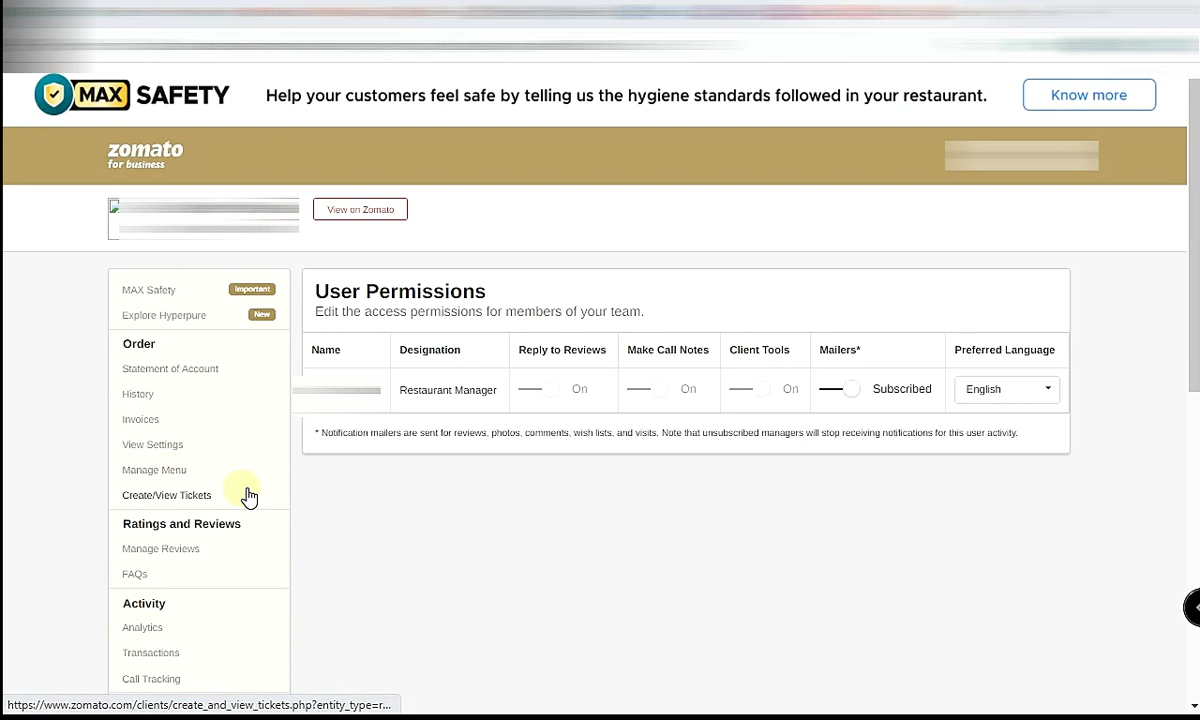 MAX SAFETY Help your customers feel safe by telling us the hygiene standards followed in your restaurant. Know more
zomato
for business
View on Zomato
MAX Safety Important
Explore Hyperpure New
Order
Statement of Account
History
Invoices
View Settings
Manage Menu
Create/View Tickets
Ratings and Reviews
Manage Reviews
FAQs
Activity
Analytics
Transactions
Call Tracking
User Permissions
Edit the access permissions for members of your team.
Name Designation Reply to Reviews Make Call Notes Client Tools Mailers* Preferred Language
Restaurant Manager On On On Subscribed English
* Notification mailers are sent for reviews, photos, comments, wish lists, and visits. Note that unsubscribed managers will stop receiving notifications for this user activity.
https://www.zomato.com/clients/create_and_view_tickets.php?entity_type=r...